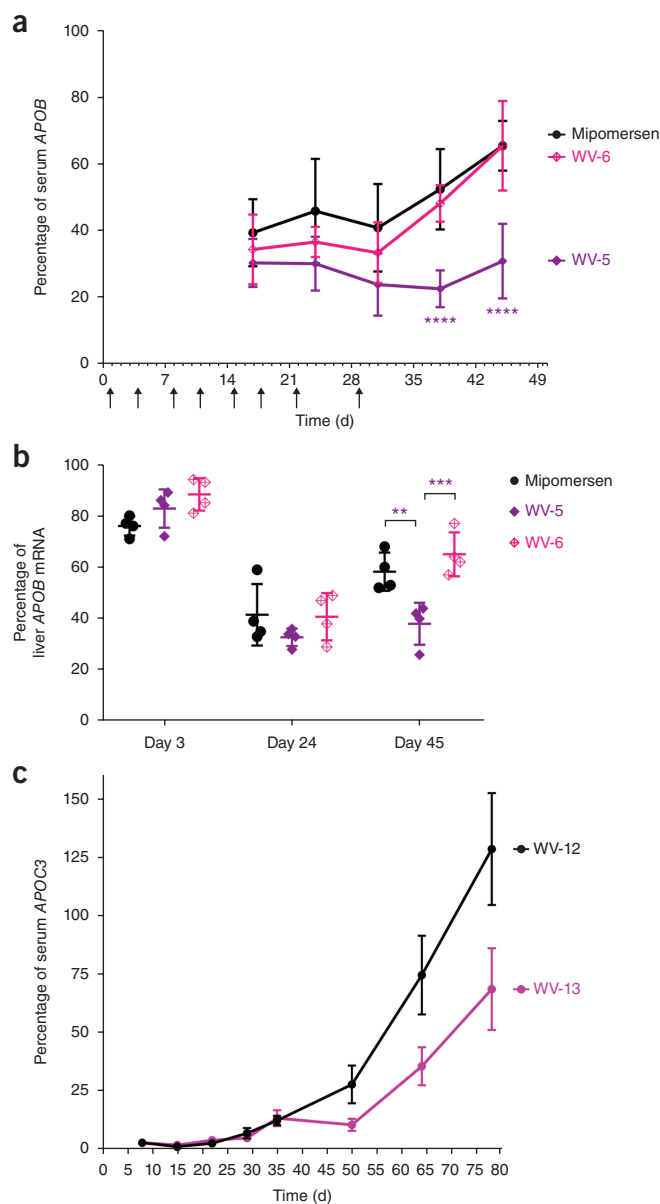 a
100
80
60
40
20
0
Percentage of serum APOB
Mipomersen
WV-6
WV-5
****
****
0 7 14 21 28 35 42 49
Time (d)
b
100
80
60
40
20
0
Percentage of
liver APOB mRNA
Mipomersen
WV-5
WV-6
**
***
Day 3
Day 24
Day 45
c
150
125
100
75
50
25
0
Percentage of serum APOC3
WV-12
WV-13
0 5 10 15 20 25 30 35 40 45 50 55 60 65 70 75 80
Time (d)